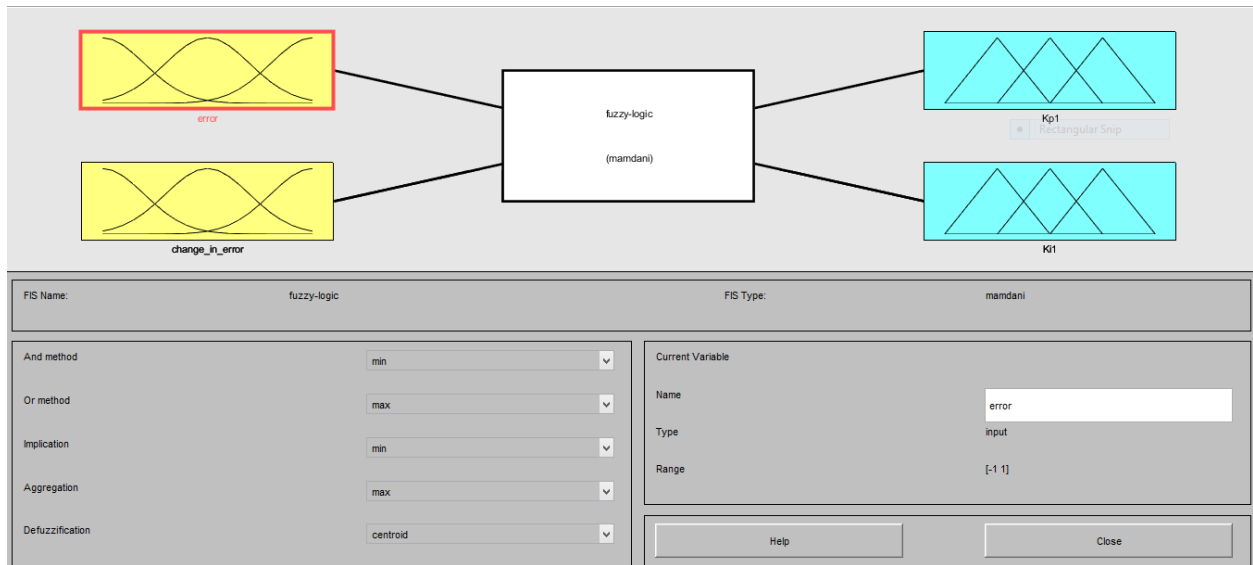 error
fuzzy-logic
(mamdani)
Kp1
Rectangular Snip
change_in_error
Ki1
FIS Name: fuzzy-logic FIS Type: mamdani
And method min
Or method max
Implication min
Aggregation max
Defuzzification centroid
Current Variable
Name error
Type input
Range [-1 1]
Help Close